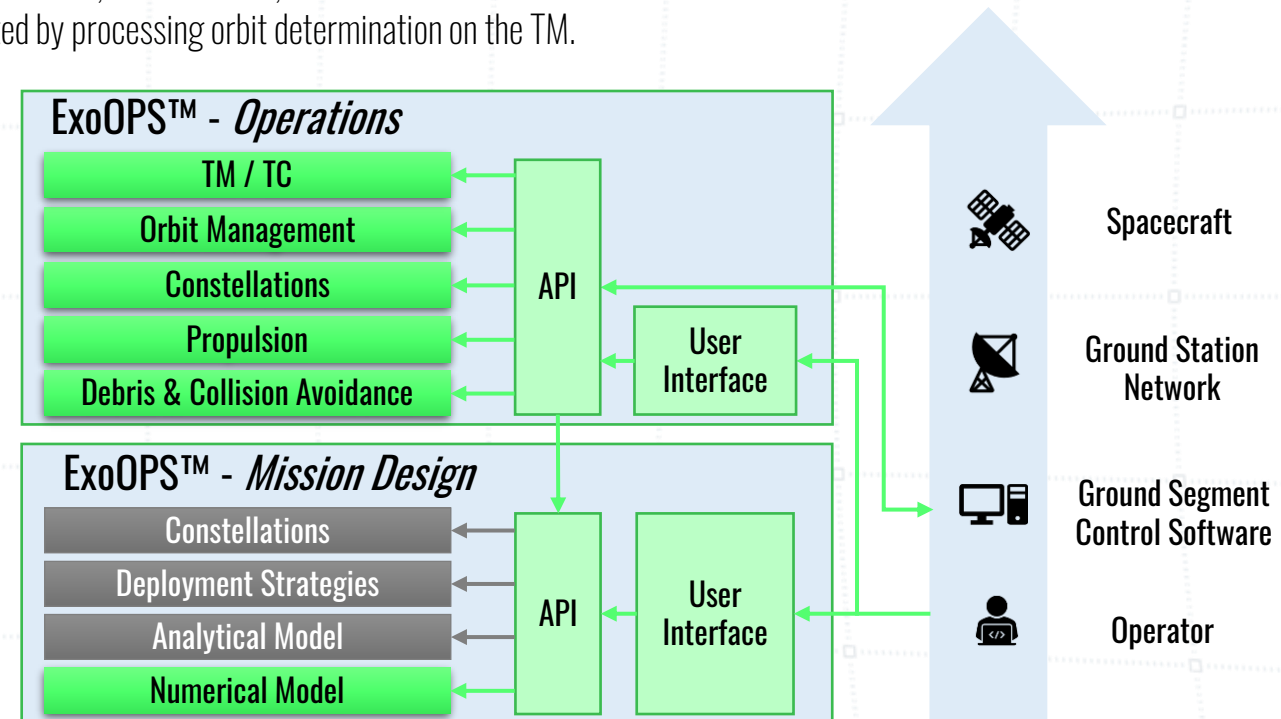 ted by processing orbit determination on the TM.
ExoOPS™ - Operations
TM / TC
Orbit Management
Constellations
Propulsion
Debris & Collision Avoidance
API
User
Interface
ExoOPS™ - Mission Design
Constellations
Deployment Strategies
Analytical Model
Numerical Model
API
User
Interface
Spacecraft
Ground Station
Network
Ground Segment
Control Software
Operator